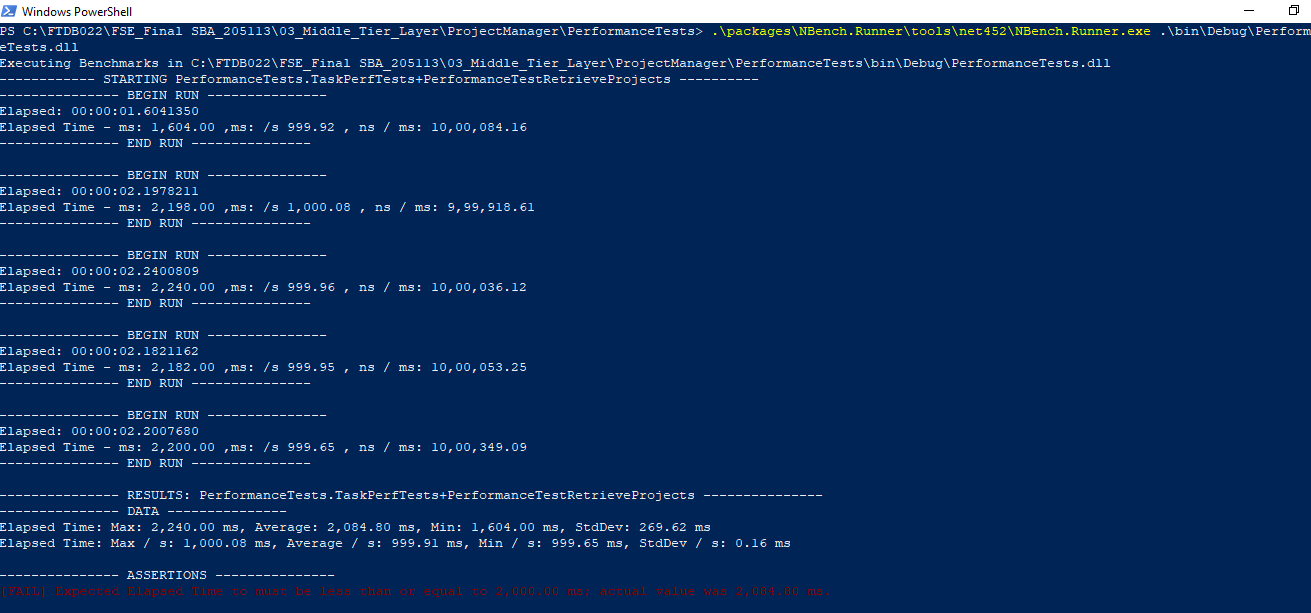 Windows PowerShell
PS C:\FTDB022\FSE_Final SBA_205113\03_Middle_Tier_Layer\ProjectManager\PerformanceTests> .\packages\NBench.Runner\tools\net452\NBench.Runner.exe .\bin\Debug\Perform
eTests.dll
Executing Benchmarks in C:\FTDB022\FSE_Final SBA_205113\03_Middle_Tier_Layer\ProjectManager\PerformanceTests\bin\Debug\PerformanceTests.dll
------------ STARTING PerformanceTests.TaskPerfTests+PerformanceTestRetrieveProjects ----------
--------------- BEGIN RUN ---------------
Elapsed: 00:00:01.6041350
Elapsed Time - ms: 1,604.00 ,ms: /s 999.92 , ns / ms: 10,00,084.16
--------------- END RUN ---------------
--------------- BEGIN RUN ---------------
Elapsed: 00:00:02.1978211
Elapsed Time - ms: 2,198.00 ,ms: /s 1,000.08 , ns / ms: 9,99,918.61
--------------- END RUN ---------------
--------------- BEGIN RUN ---------------
Elapsed: 00:00:02.2400809
Elapsed Time - ms: 2,240.00 ,ms: /s 999.96 , ns / ms: 10,00,036.12
--------------- END RUN ---------------
--------------- BEGIN RUN ---------------
Elapsed: 00:00:02.1821162
Elapsed Time - ms: 2,182.00 ,ms: /s 999.95 , ns / ms: 10,00,053.25
--------------- END RUN ---------------
--------------- BEGIN RUN ---------------
Elapsed: 00:00:02.2007680
Elapsed Time - ms: 2,200.00 ,ms: /s 999.65 , ns / ms: 10,00,349.09
--------------- END RUN ---------------
--------------- RESULTS: PerformanceTests.TaskPerfTests+PerformanceTestRetrieveProjects ---------------
--------------- DATA ---------------
Elapsed Time: Max: 2,240.00 ms, Average: 2,084.80 ms, Min: 1,604.00 ms, StdDev: 269.62 ms
Elapsed Time: Max / s: 1,000.08 ms, Average / s: 999.91 ms, Min / s: 999.65 ms, StdDev / s: 0.16 ms
--------------- ASSERTIONS ---------------
[FAIL] Expected Elapsed Time to must be less than or equal to 2,000.00 ms; actual value was 2,084.80 ms.